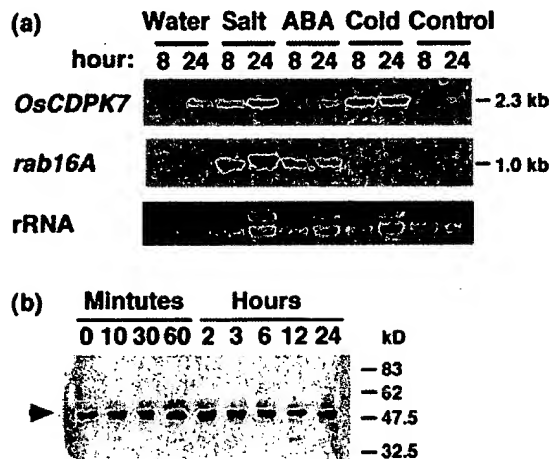 (a) Water Salt ABA Cold Control
hour: 8 24 8 24 8 24 8 24 8 24
OsCDPK7 – 2.3 kb
rab16A – 1.0 kb
rRNA
(b) Mintutes Hours
0 10 30 60 2 3 6 12 24 kD
– 83
– 62
– 47.5
– 32.5